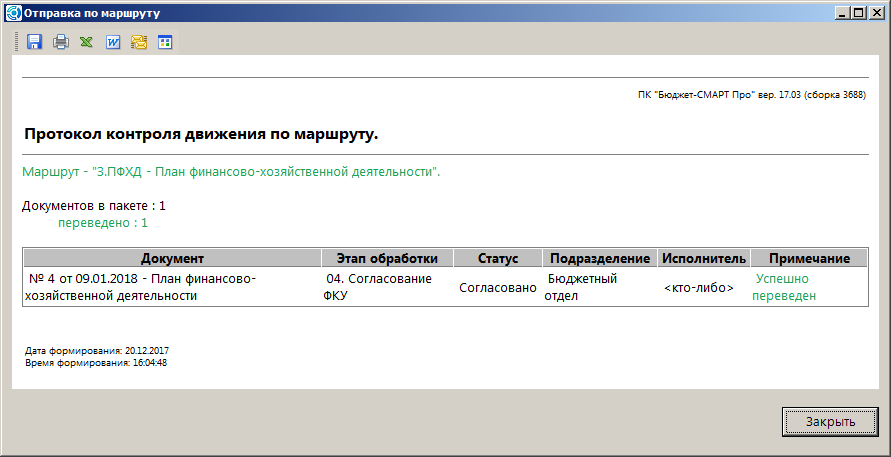 Отправка по маршруту
ПК "Бюджет-СМАРТ Про" вер. 17.03 (сборка 3688)
Протокол контроля движения по маршруту.
Маршрут - "3.ПФХД - План финансово-хозяйственной деятельности".
Документов в пакете : 1
переведено : 1
Документ Этап обработки Статус Подразделение Исполнитель Примечание
№ 4 от 09.01.2018 - План финансово-
хозяйственной деятельности
04. Согласование
ФКУ
Согласовано
Бюджетный
отдел
<кто-либо>
Успешно
переведен
Дата формирования: 20.12.2017
Время формирования: 16:04:48
Закрыть